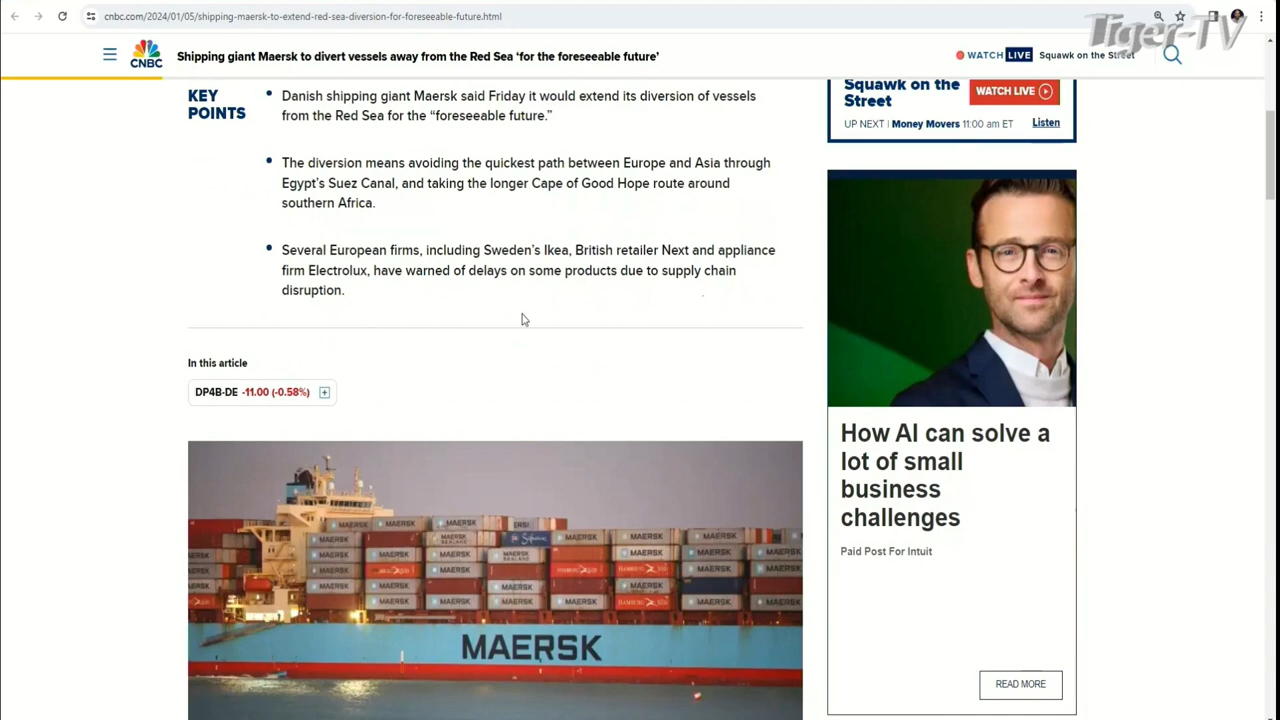 cnbc.com/2024/01/05/shipping-maersk-to-extend-red-sea-diversion-for-foreseeable-future.html
Tiger-TV
CNBC
Shipping giant Maersk to divert vessels away from the Red Sea ‘for the foreseeable future’
WATCH LIVE
Squawk on the Street
KEY POINTS
Danish shipping giant Maersk said Friday it would extend its diversion of vessels
from the Red Sea for the “foreseeable future.”
The diversion means avoiding the quickest path between Europe and Asia through
Egypt’s Suez Canal, and taking the longer Cape of Good Hope route around
southern Africa.
Several European firms, including Sweden’s Ikea, British retailer Next and appliance
firm Electrolux, have warned of delays on some products due to supply chain
disruption.
In this article
DP4B-DE -11.00 (-0.58%)
MAERSK
Squawk on the
Street
WATCH LIVE
UP NEXT | Money Movers 11:00 am ET
Listen
How AI can solve a
lot of small
business
challenges
Paid Post For Intuit
READ MORE